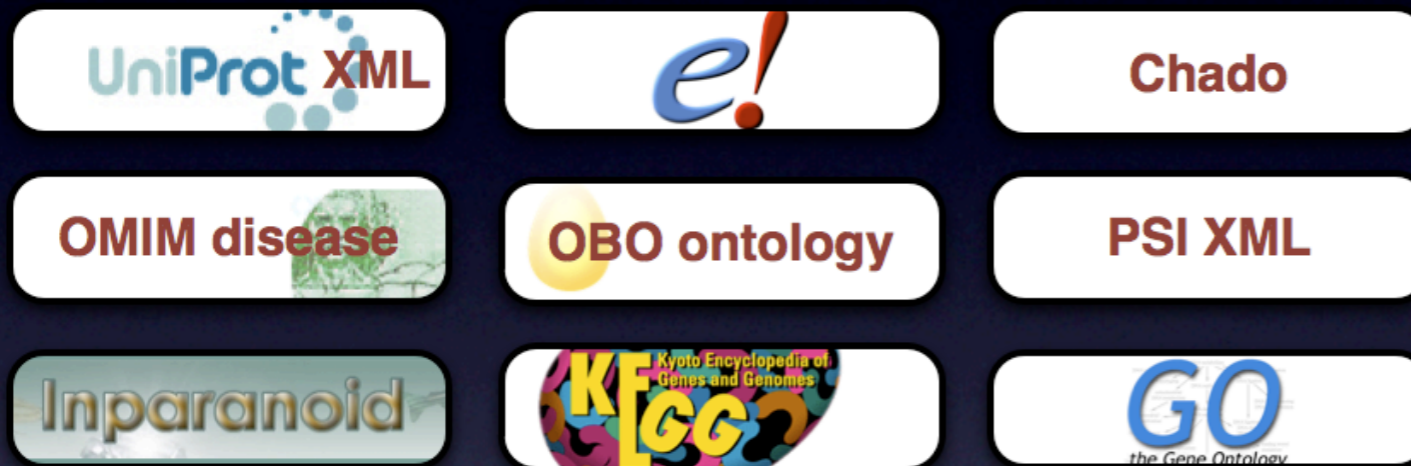 UniProt XML
e!
Chado
OMIM disease
OBO ontology
PSI XML
Inparanoid
KEGG
Kyoto Encyclopedia of
Genes and Genomes
GO
the Gene Ontology